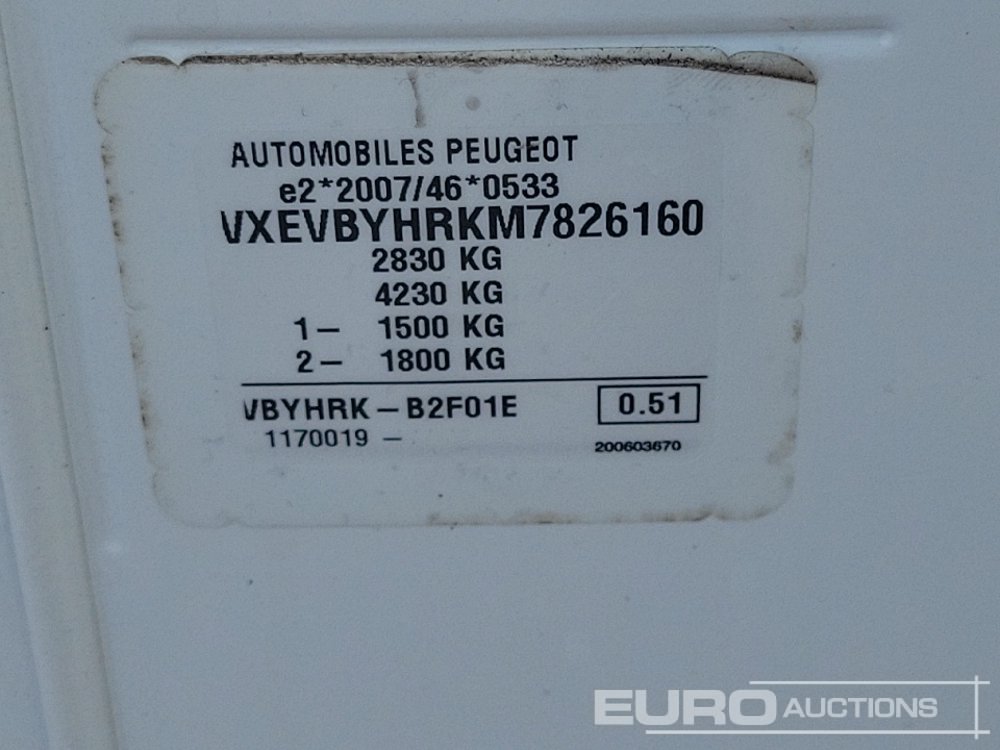 AUTOMOBILES PEUGEOT
e2*2007/46*0533
VXEVBYHRKM7826160
2830 KG
4230 KG
1– 1500 KG
2– 1800 KG
VBYHRK – B2F01E 0.51
1170019 – 200603670
EURO AUCTIONS